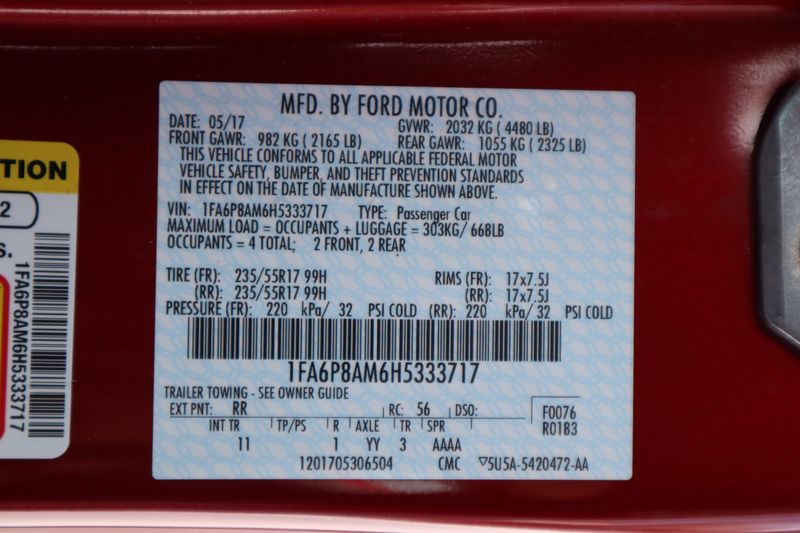 MFD. BY FORD MOTOR CO.
DATE: 05/17 GVWR: 2032 KG ( 4480 LB)
FRONT GAWR: 982 KG ( 2165 LB) REAR GAWR: 1055 KG ( 2325 LB)
THIS VEHICLE CONFORMS TO ALL APPLICABLE FEDERAL MOTOR
VEHICLE SAFETY, BUMPER, AND THEFT PREVENTION STANDARDS
IN EFFECT ON THE DATE OF MANUFACTURE SHOWN ABOVE.
VIN: 1FA6P8AM6H5333717 TYPE: Passenger Car
MAXIMUM LOAD = OCCUPANTS + LUGGAGE = 303KG/ 668LB
OCCUPANTS = 4 TOTAL; 2 FRONT, 2 REAR
TIRE (FR): 235/55R17 99H RIMS (FR): 17x7.5J
(RR): 235/55R17 99H (RR): 17x7.5J
PRESSURE (FR): 220 kPa/ 32 PSI COLD (RR): 220 kPa/ 32 PSI COLD
1FA6P8AM6H5333717
TRAILER TOWING - SEE OWNER GUIDE
EXT PNT: RR RC: 56 DSO: F0076
R0183
INT TR TP/PS R AXLE TR SPR
11 1 YY 3 AAAA
1201705306504 CMC ▽5U5A-5420472-AA
TION
2
s.
1FA6P8AM6H5333717